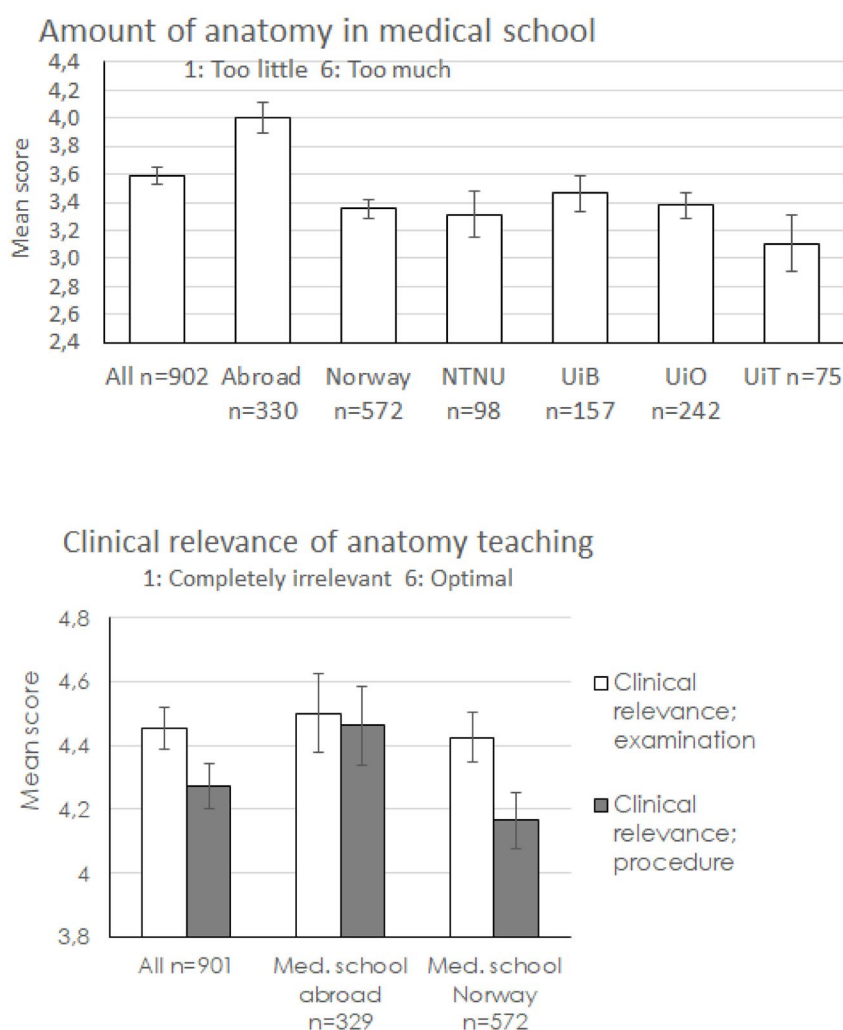 Amount of anatomy in medical school
1: Too little 6: Too much
Mean score
4,4
4,2
4,0
3,8
3,6
3,4
3,2
3,0
2,8
2,6
2,4
All n=902 Abroad Norway NTNU UiB UiO UiT n=75
n=330 n=572 n=98 n=157 n=242
Clinical relevance of anatomy teaching
1: Completely irrelevant 6: Optimal
Mean score
4,8
4,6
4,4
4,2
4
3,8
All n=901 Med. school Med. school
abroad Norway
n=329 n=572
Clinical
relevance;
examination
Clinical
relevance;
procedure